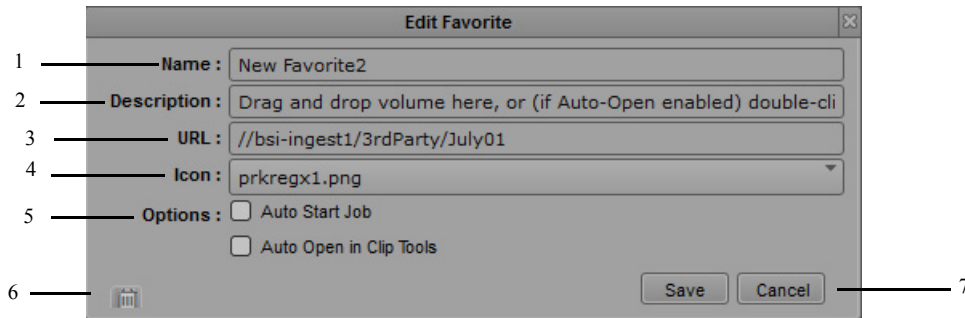 Edit Favorite
1 Name : New Favorite2
2 Description : Drag and drop volume here, or (if Auto-Open enabled) double-cli
3 URL : //bsi-ingest1/3rdParty/July01
4 Icon : prkregx1.png
5 Options : Auto Start Job
Auto Open in Clip Tools
6 Save Cancel 7